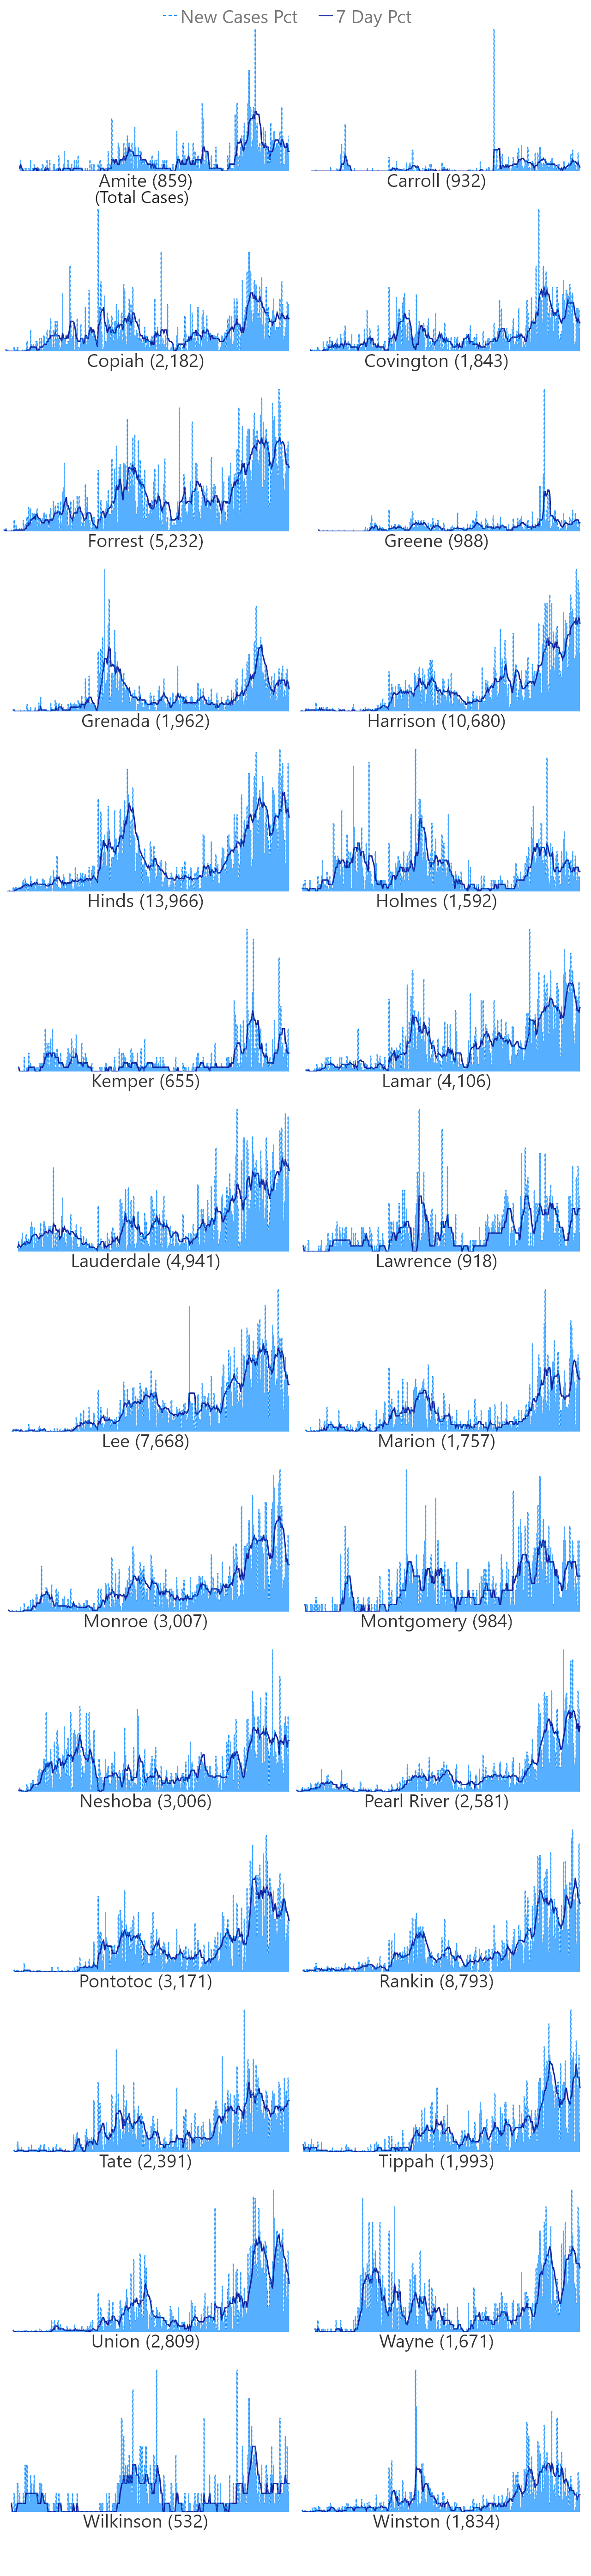 New Cases Pct 7 Day Pct
Amite (859) Carroll (932)
(Total Cases)
Copiah (2,182) Covington (1,843)
Forrest (5,232) Greene (988)
Grenada (1,962) Harrison (10,680)
Hinds (13,966) Holmes (1,592)
Kemper (655) Lamar (4,106)
Lauderdale (4,941) Lawrence (918)
Lee (7,668) Marion (1,757)
Monroe (3,007) Montgomery (984)
Neshoba (3,006) Pearl River (2,581)
Pontotoc (3,171) Rankin (8,793)
Tate (2,391) Tippah (1,993)
Union (2,809) Wayne (1,671)
Wilkinson (532) Winston (1,834)